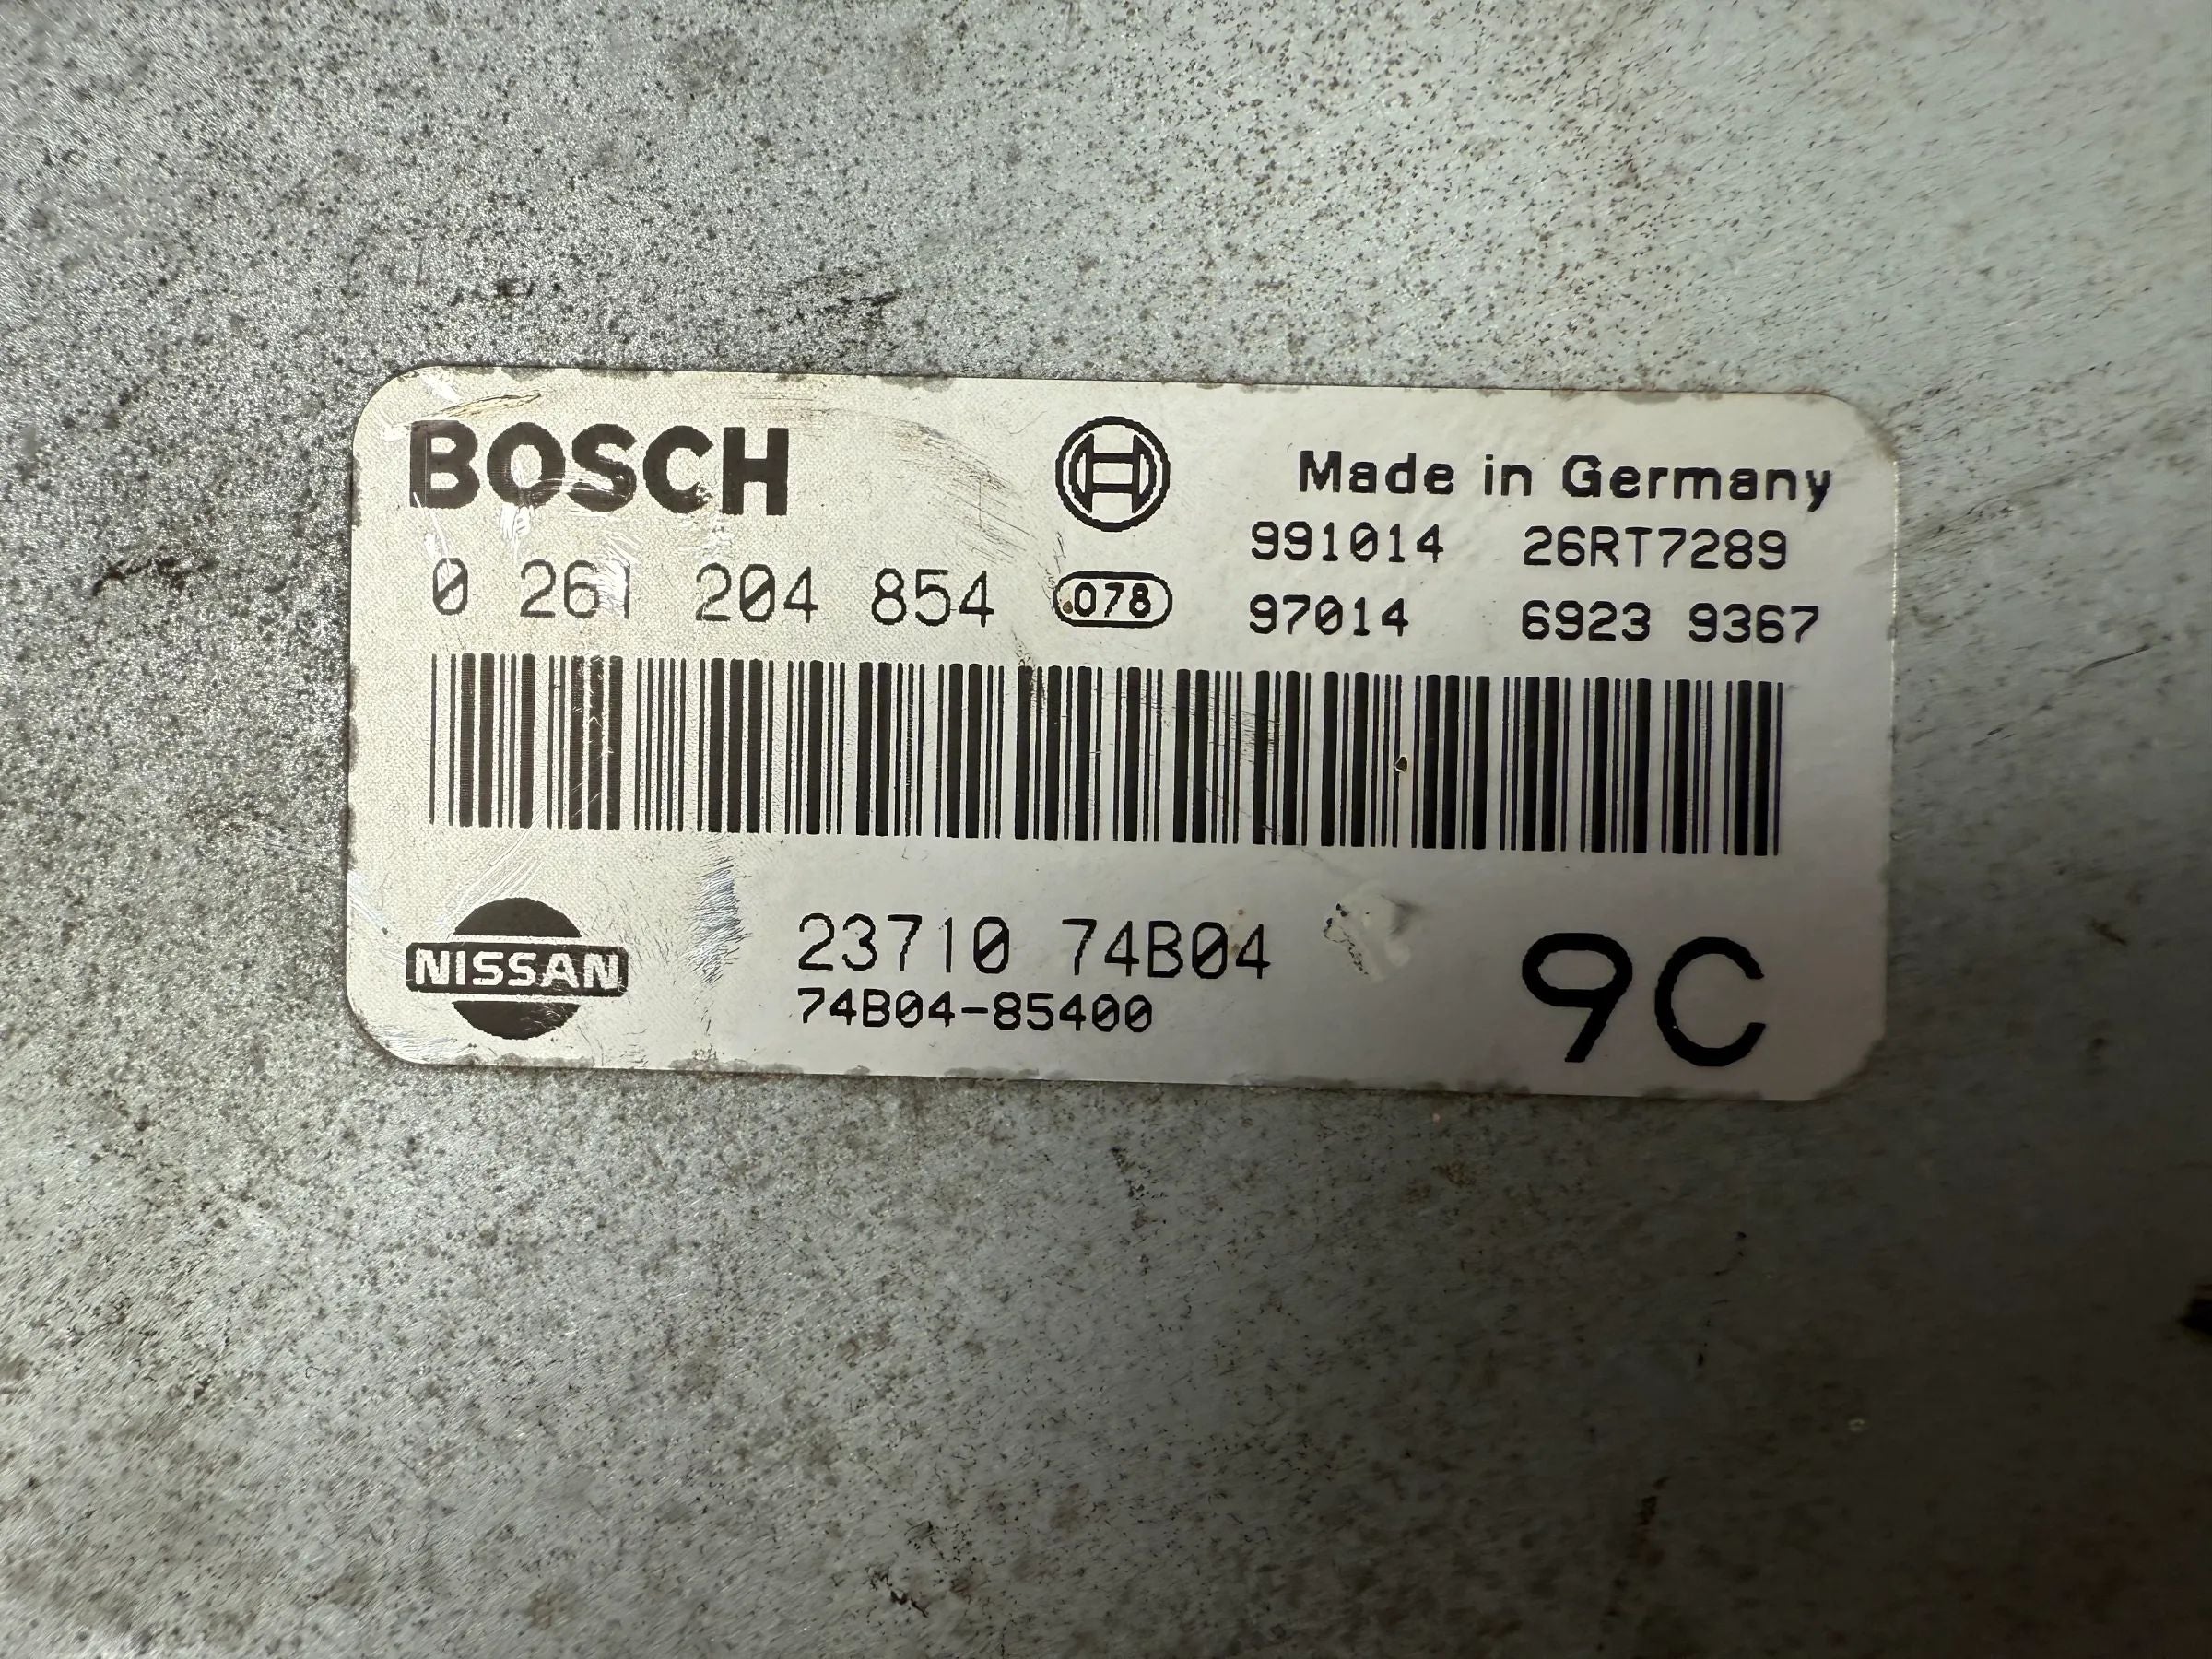 BOSCH
Made in Germany
991014 26RT7289
0 261 204 854 078 97014 6923 9367
NISSAN
23710 74B04
74B04-85400
9C